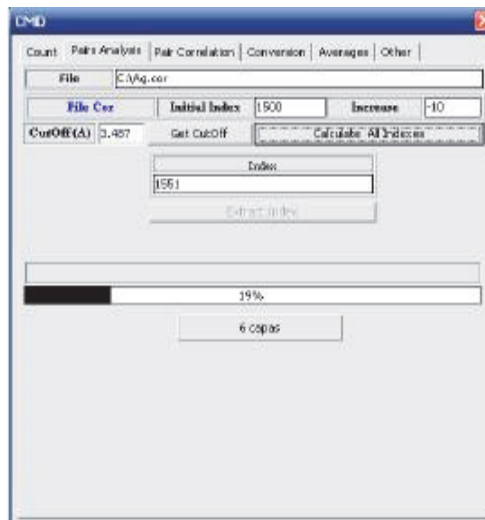 CMD
Count Pairs Analysis Pair Correlation Conversion Averages Other
File C:\Ag.cor
File Cor Initial Index 1500 Increase -10
CutOff(A) 3.487 Get CutOff Calculate All Indexes
Index
1551
Extract Index
19%
6 capas